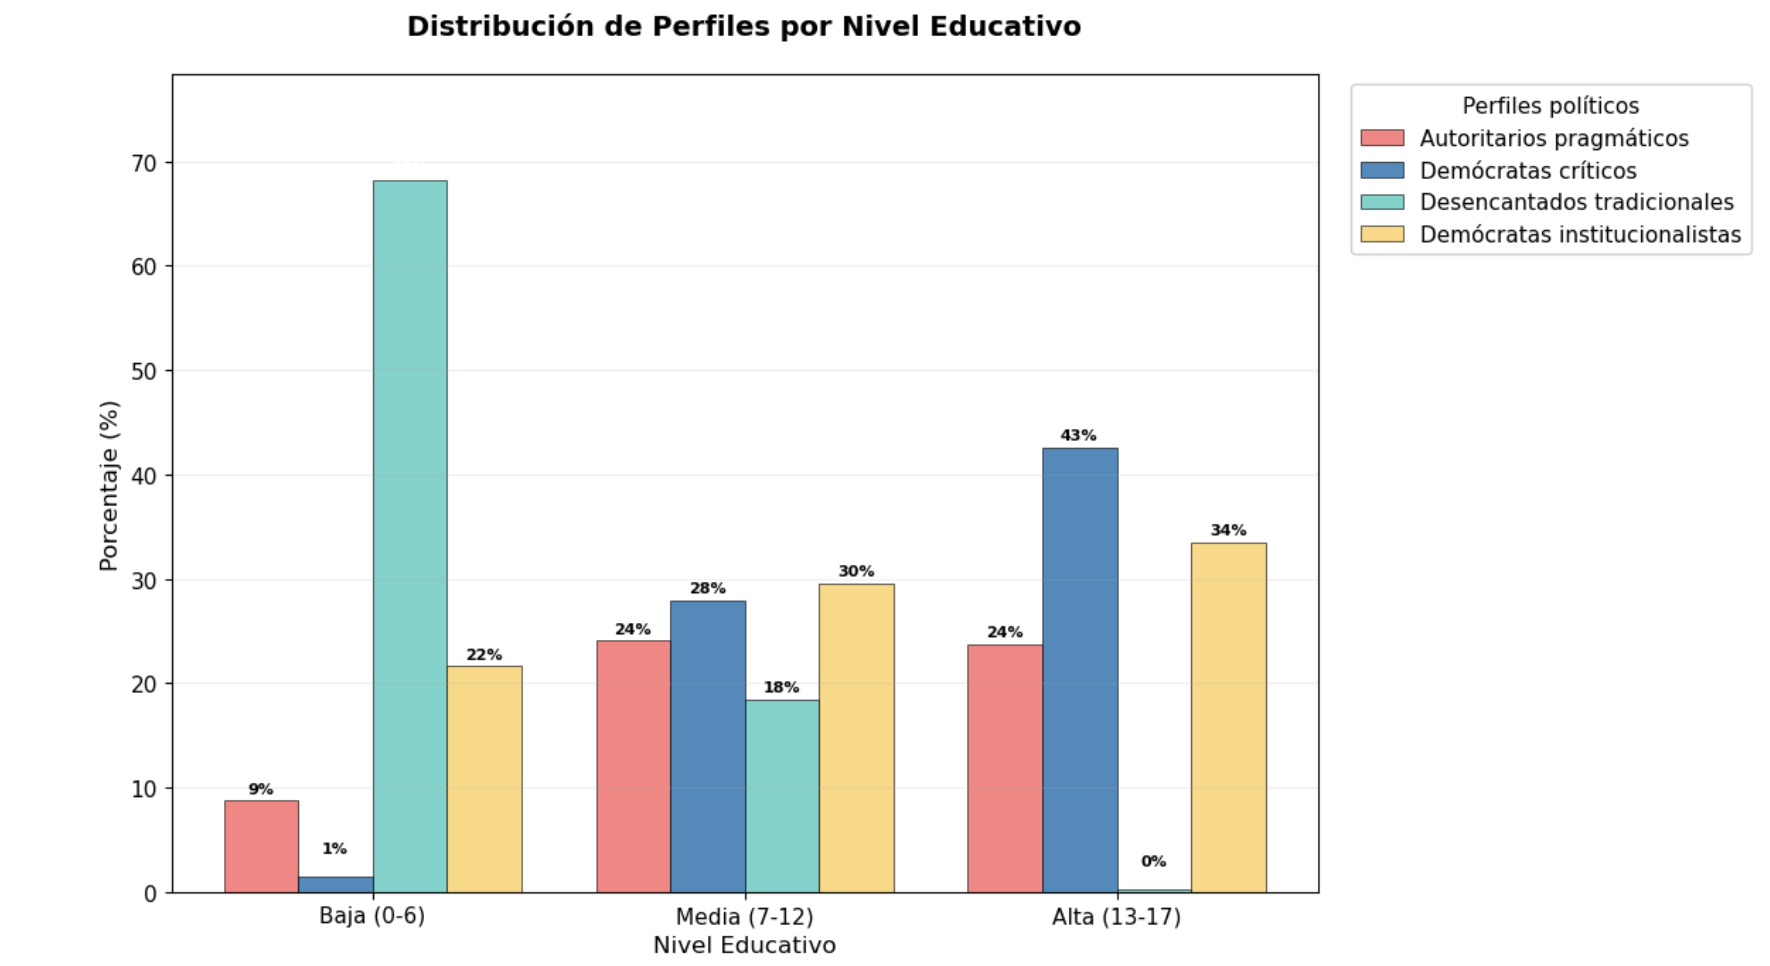 Distribución de Perfiles por Nivel Educativo
Perfiles políticos
Autoritarios pragmáticos
Demócratas críticos
Desencantados tradicionales
Demócratas institucionalistas
Porcentaje (%)
70
60
50
40
30
20
10
0
9%
1%
22%
24%
28%
18%
30%
24%
43%
0%
34%
Baja (0-6)
Media (7-12)
Alta (13-17)
Nivel Educativo